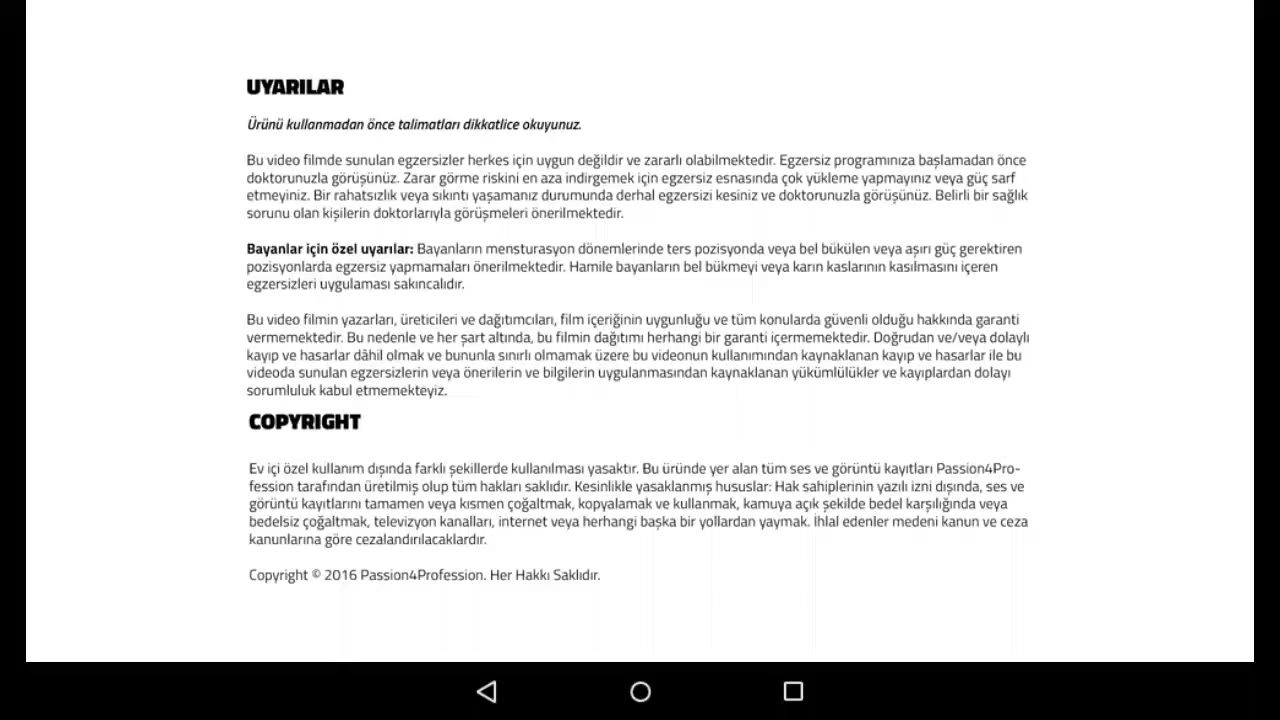 UYARILAR
Ürünü kullanmadan önce talimatları dikkatlice okuyunuz.
Bu video filmde sunulan egzersizler herkes için uygun değildir ve zararlı olabilmektedir. Egzersiz programınıza başlamadan önce
doktorunuzla görüşünüz. Zarar görme riskini en aza indirgemek için egzersiz esnasında çok yükleme yapmayınız veya güç sarf
etmeyiniz. Bir rahatsızlık veya sıkıntı yaşamanız durumunda derhal egzersizi kesiniz ve doktorunuzla görüşünüz. Belirli bir sağlık
sorunu olan kişilerin doktorlarıyla görüşmeleri önerilmektedir.
Bayanlar için özel uyarılar: Bayanların mensturasyon dönemlerinde ters pozisyonda veya bel bükülen veya aşırı güç gerektiren
pozisyonlarda egzersiz yapmamaları önerilmektedir. Hamile bayanların bel bükmeyi veya karın kaslarının kasılmasını içeren
egzersizleri uygulaması sakıncalıdır.
Bu video filmin yazarları, üreticileri ve dağıtımcıları, film içeriğinin uygunluğu ve tüm konularda güvenli olduğu hakkında garanti
vermemektedir. Bu nedenle ve her şart altında, bu filmin dağıtımı herhangi bir garanti içermemektedir. Doğrudan ve/veya dolaylı
kayıp ve hasarlar dâhil olmak ve bununla sınırlı olmamak üzere bu videonun kullanımından kaynaklanan kayıp ve hasarlar ile bu
videoda sunulan egzersizlerin veya önerilerin ve bilgilerin uygulanmasından kaynaklanan yükümlülükler ve kayıplardan dolayı
sorumluluk kabul etmemekteyiz.
COPYRIGHT
Ev içi özel kullanım dışında farklı şekillerde kullanılması yasaktır. Bu üründe yer alan tüm ses ve görüntü kayıtları Passion4Pro-
fession tarafından üretilmiş olup tüm hakları saklıdır. Kesinlikle yasaklanmış hususlar: Hak sahiplerinin yazılı izni dışında, ses ve
görüntü kayıtlarını tamamen veya kısmen çoğaltmak, kopyalamak ve kullanmak, kamuya açık şekilde bedel karşılığında veya
bedelsiz çoğaltmak, televizyon kanalları, internet veya herhangi başka bir yollardan yaymak. İhlal edenler medeni kanun ve ceza
kanunlarına göre cezalandırılacaklardır.
Copyright © 2016 Passion4Profession. Her Hakkı Saklıdır.